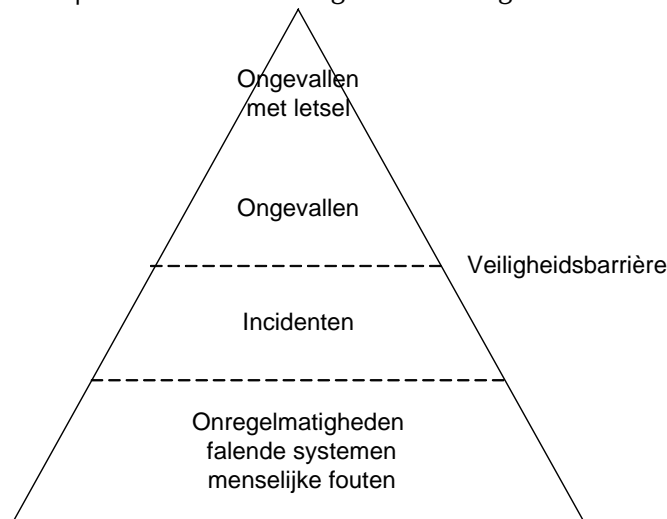 Ongevallen
met letsel
Ongevallen
Veiligheidsbarrière
Incidenten
Onregelmatigheden
falende systemen
menselijke fouten